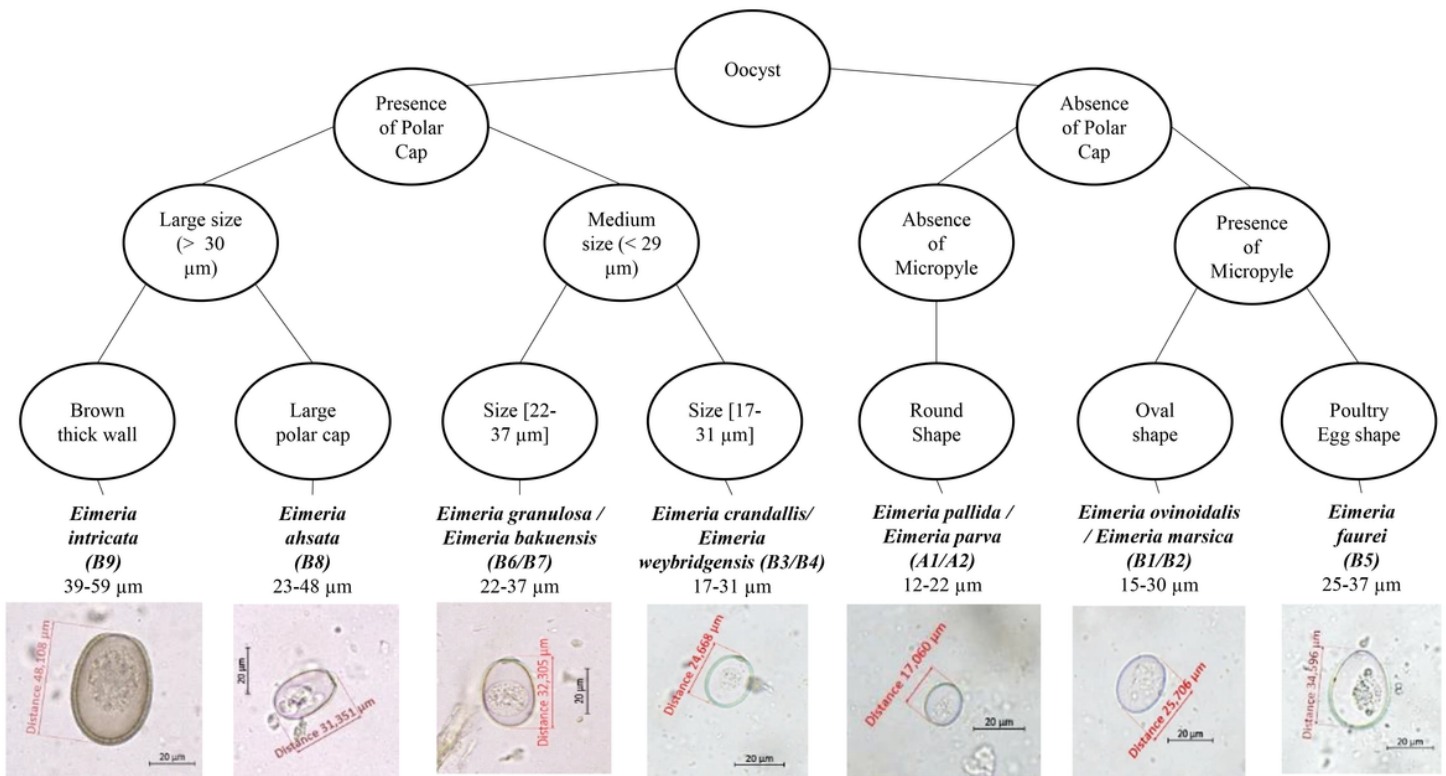 Oocyst
Presence
of Polar
Cap
Absence
of Polar
Cap
Large size
(> 30
µm)
Medium
size (< 29
µm)
Absence
of
Micropyle
Presence
of
Micropyle
Brown
thick wall
Large
polar cap
Size [22-
37 µm]
Size [17-
31 µm]
Round
Shape
Oval
shape
Poultry
Egg shape
Eimeria
intricata
(B9)
39-59 µm
Eimeria
ahsata
(B8)
23-48 µm
Eimeria granulosa /
Eimeria bakuensis
(B6/B7)
22-37 µm
Eimeria crandallis/
Eimeria
weybridgensis (B3/B4)
17-31 µm
Eimeria pallida /
Eimeria parva
(A1/A2)
12-22 µm
Eimeria ovinoidalis
/ Eimeria marsica
(B1/B2)
15-30 µm
Eimeria
faurei
(B5)
25-37 µm
Distance 48,108 µm
20 µm
20 µm
Distance 31,351 µm
Distance 32,305 µm
20 µm
Distance 24,668 µm
20 µm
Distance 17,060 µm
20 µm
Distance 25,706 µm
20 µm
Distance 34,596 µm
20 µm